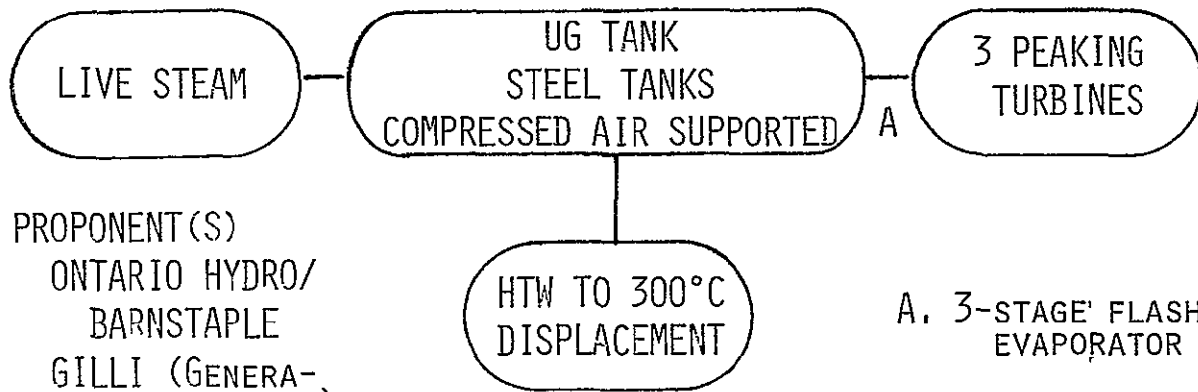 LIVE STEAM
UG TANK
STEEL TANKS
COMPRESSED AIR SUPPORTED
A
3 PEAKING
TURBINES
HTW TO 300°C
DISPLACEMENT
PROPONENT(S)
ONTARIO HYDRO/
BARNSTAPLE
GILLI (GENERA-
A. 3-STAGE' FLASH
EVAPORATOR